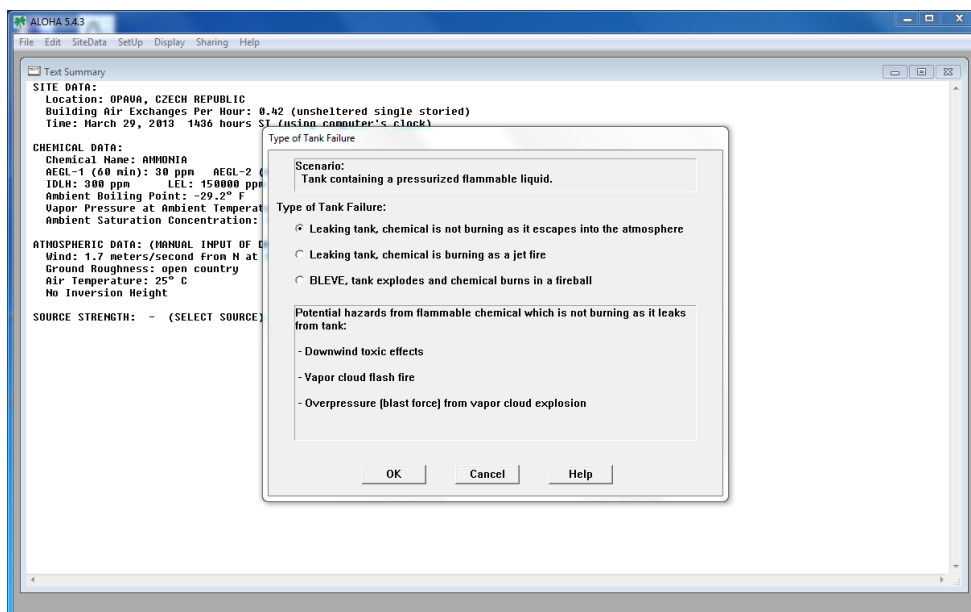 ALOHA 5.4.3
File Edit SiteData SetUp Display Sharing Help
Text Summary
SITE DATA:
Location: OPAVA, CZECH REPUBLIC
Building Air Exchanges Per Hour: 0.42 (unsheltered single storied)
Time: March 29, 2013 1436 hours ST (using computer's clock)
CHEMICAL DATA:
Chemical Name: AMMONIA
AEGL-1 (60 min): 30 ppm AEGL-2 (
IDLH: 300 ppm LEL: 150000 ppm
Ambient Boiling Point: -29.2° F
Vapor Pressure at Ambient
Ambient Saturation Concentration:
ATMOSPHERIC DATA: (MANUAL INPUT OF
Wind: 1.7 meters/second from N at
Ground Roughness: open country
Air Temperature: 25° C
No Inversion Height
SOURCE STRENGTH: - (SELECT SOURCE)
Type of Tank Failure
Scenario:
Tank containing a pressurized flammable liquid.
Type of Tank Failure:
Leaking tank, chemical is not burning as it escapes into the atmosphere
Leaking tank, chemical is burning as a jet fire
BLEVE, tank explodes and chemical burns in a fireball
Potential hazards from flammable chemical which is not burning as it leaks
from tank:
- Downwind toxic effects
- Vapor cloud flash fire
- Overpressure (blast force) from vapor cloud explosion
OK Cancel Help